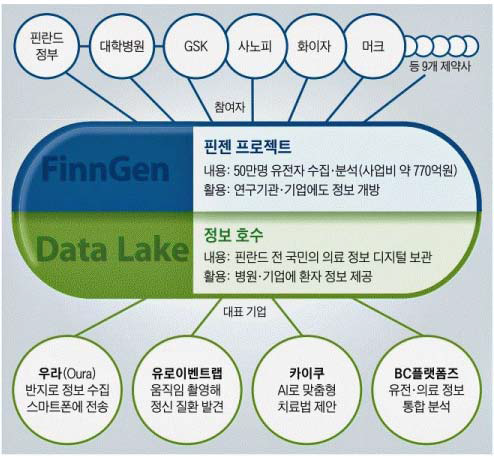 핀란드
정부
대학병원
GSK
사노피
화이자
머크
등 9개 제약사
참여자
FinnGen
핀젠 프로젝트
내용: 50만명 유전자 수집·분석(사업비 약 770억원)
활용: 연구기관·기업에도 정보 개방
Data Lake
정보 호수
내용: 핀란드 전 국민의 의료 정보 디지털 보관
활용: 병원·기업에 환자 정보 제공
대표 기업
우라(Oura)
반지로 정보 수집
스마트폰에 전송
유로이벤트랩
움직임 촬영해
정신 질환 발견
카이쿠
AI로 맞춤형
치료법 제안
BC플랫폼즈
유전·의료 정보
통합 분석